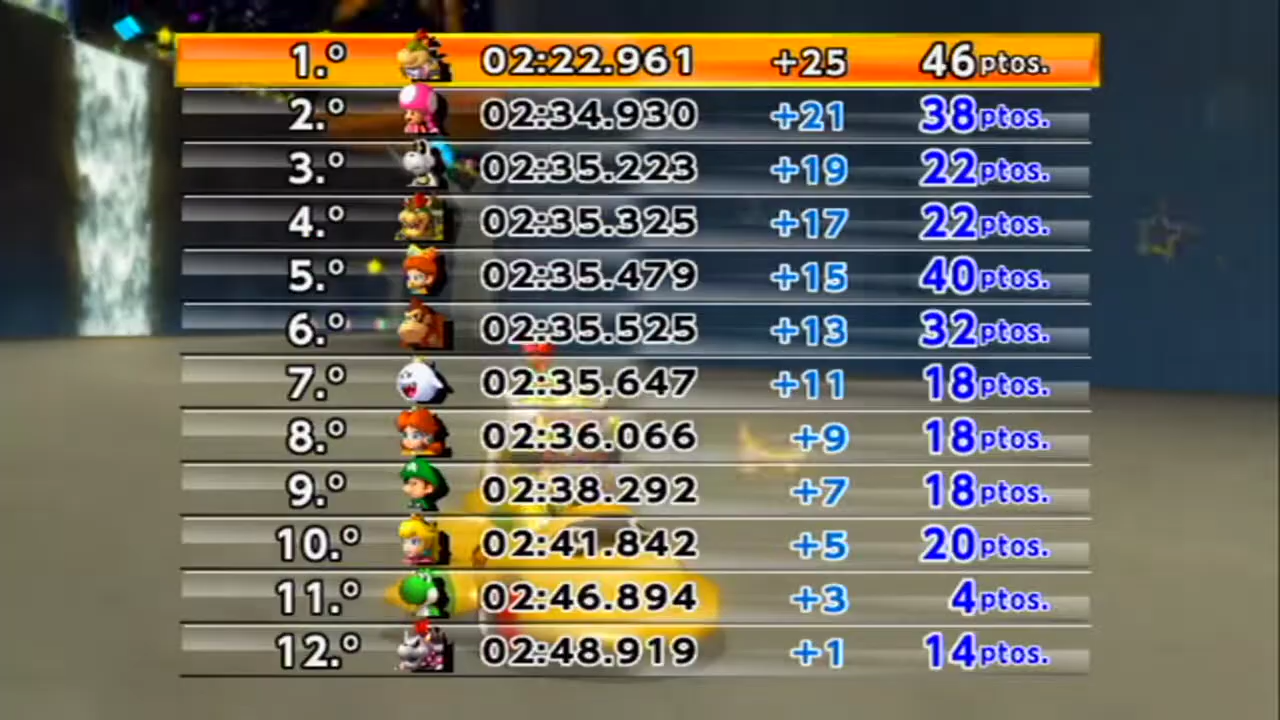 1.º 02:22.961 +25 46ptos.
2.º 02:34.930 +21 38ptos.
3.º 02:35.223 +19 22ptos.
4.º 02:35.325 +17 22ptos.
5.º 02:35.479 +15 40ptos.
6.º 02:35.525 +13 32ptos.
7.º 02:35.647 +11 18ptos.
8.º 02:36.066 +9 18ptos.
9.º 02:38.292 +7 18ptos.
10.º 02:41.842 +5 20ptos.
11.º 02:46.894 +3 4ptos.
12.º 02:48.919 +1 14ptos.